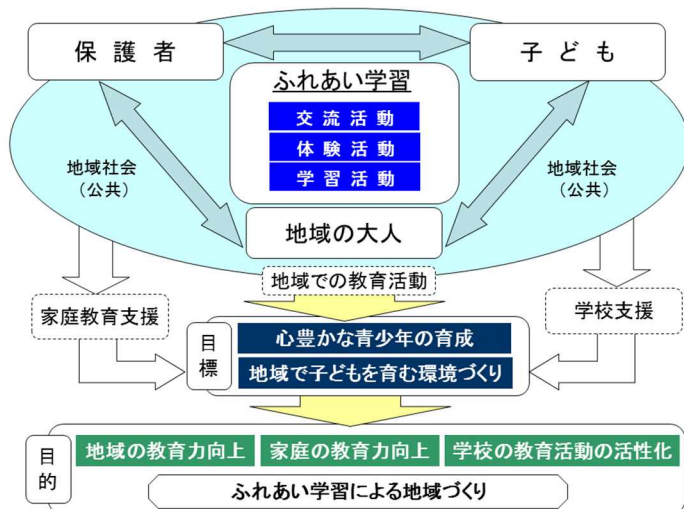 保護者
子ども
ふれあい学習
交流活動
体験活動
学習活動
地域社会
（公共）
地域社会
（公共）
地域の大人
地域での教育活動
家庭教育支援
学校支援
目標
心豊かな青少年の育成
地域で子どもを育む環境づくり
目的
地域の教育力向上
家庭の教育力向上
学校の教育活動の活性化
ふれあい学習による地域づくり